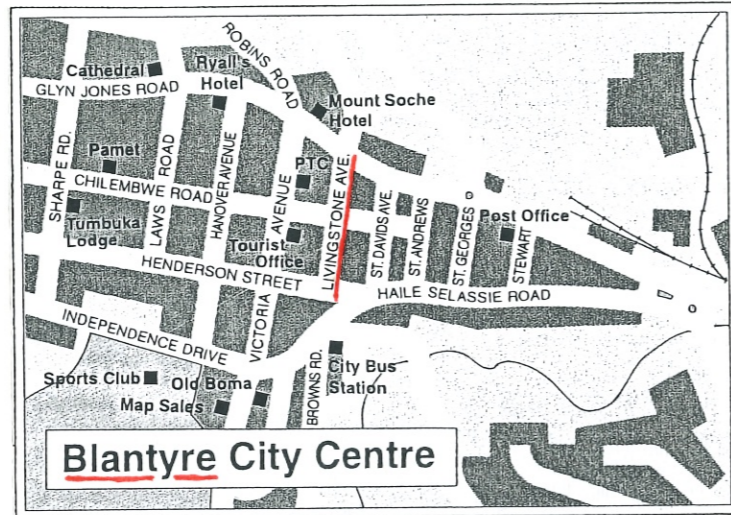 ROBINS ROAD
Cathedral
Ryall's
Hotel
GLYN JONES ROAD
Mount Soche
Hotel
SHARPE RD.
Pamet
LAWS ROAD
HANOVER AVENUE
PTC
LIVINGSTONE AVE.
CHILEMBWE ROAD
VICTORIA AVENUE
Tumbuka
Lodge
Tourist
Office
ST. DAVIDS AVE.
ST. ANDREWS
ST. GEORGES
Post Office
STEWART
HENDERSON STREET
HAILE SELASSIE ROAD
INDEPENDENCE DRIVE
Sports Club
Old Boma
Map Sales
BROWNS RD.
City Bus
Station
Blantyre City Centre